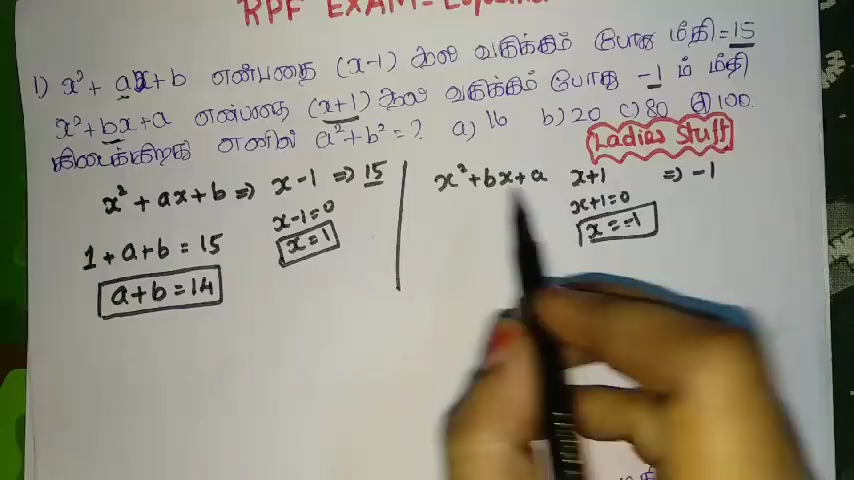 RPF EXAM =
1) x² + ax + b என்பதை (x-1) ஆல் வகுக்கும் போது மீதி = 15
x² + bx + a என்பதை (x+1) ஆல் வகுக்கும் போது -1 ம் மீதி
கிடைக்கிறது எனில் a² + b² = ? a) 16 b) 20 c) 80 d) 100
Ladies Stuff
x² + ax + b ⇒ x-1 ⇒ 15
x-1=0
x=1
1 + a + b = 15
a+b=14
x² + bx + a x+1 ⇒ -1
x+1=0
x=-1